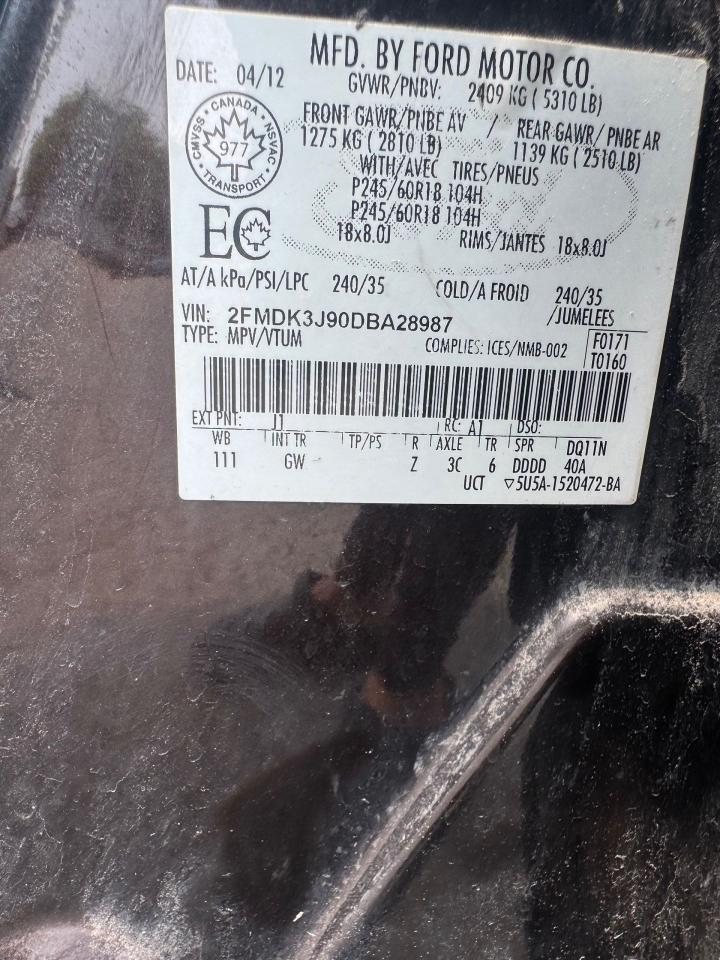 MFD. BY FORD MOTOR CO.
DATE: 04/12
GVWR/PNBV: 2409 KG ( 5310 LB)
FRONT GAWR/PNBE AV / REAR GAWR/ PNBE AR
1275 KG ( 2810 LB) 1139 KG ( 2510 LB)
WITH/AVEC TIRES/PNEUS
P245/60R18 104H
P245/60R18 104H
18x8.0J RIMS/JANTES 18x8.0J
CANADA
CMVSS NSVAC
977
TRANSPORT
EC
AT/A kPa/PSI/LPC 240/35 COLD/A FROID 240/35
VIN: 2FMDK3J90DBA28987 /JUMELEES
TYPE: MPV/VTUM COMPLIES: ICES/NMB-002
F0171
T0160
EXT PNT: J1 RC: A1 DSO:
WB INT TR TP/PS R AXLE TR SPR DQ11N
111 GW Z 3C 6 DDDD 40A
UCT ▽5U5A-1520472-BA